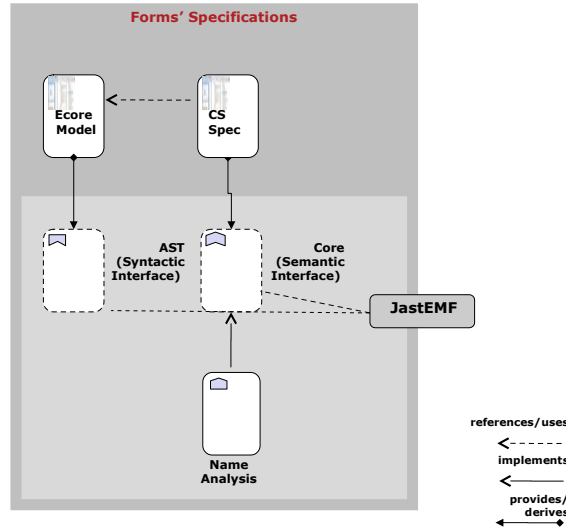 Forms’ Specifications
Ecore
Model
CS
Spec
AST
(Syntactic
Interface)
Core
(Semantic
Interface)
JastEMF
Name
Analysis
references/uses
implements
provides/
derives